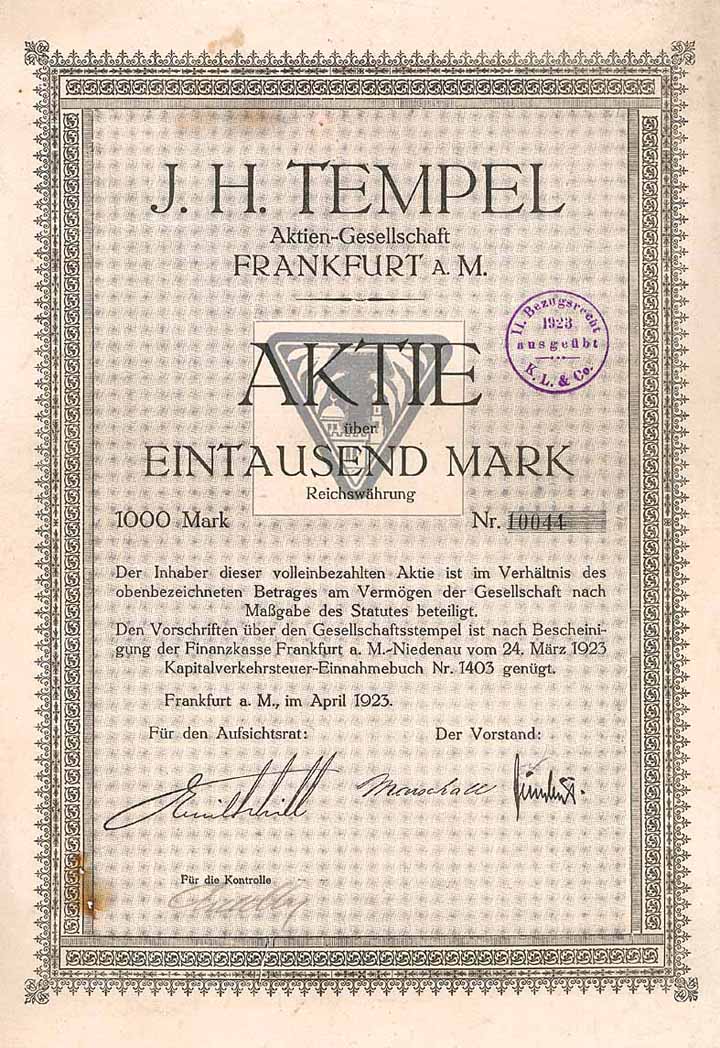 J. H. TEMPEL
Aktien-Gesellschaft
FRANKFURT A. M.
II. Bezugsrecht
1923
ausgeübt
K. L. & Co.
AKTIE
über
EINTAUSEND MARK
Reichswährung
1000 Mark Nr. 10044
Der Inhaber dieser volleinbezahlten Aktie ist im Verhältnis des
obenbezeichneten Betrages am Vermögen der Gesellschaft nach
Maßgabe des Statutes beteiligt.
Den Vorschriften über den Gesellschaftsstempel ist nach Bescheini-
gung der Finanzkasse Frankfurt a. M.-Niedenau vom 24. März 1923
Kapitalverkehrsteuer-Einnahmebuch Nr. 1403 genügt.
Frankfurt a. M., im April 1923.
Für den Aufsichtsrat: Der Vorstand:
Marschall
Für die Kontrolle